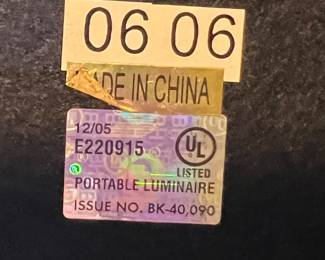 06 06
MADE IN CHINA
12/05
E220915
UL
LISTED
PORTABLE LUMINAIRE
ISSUE NO. BK-40,090